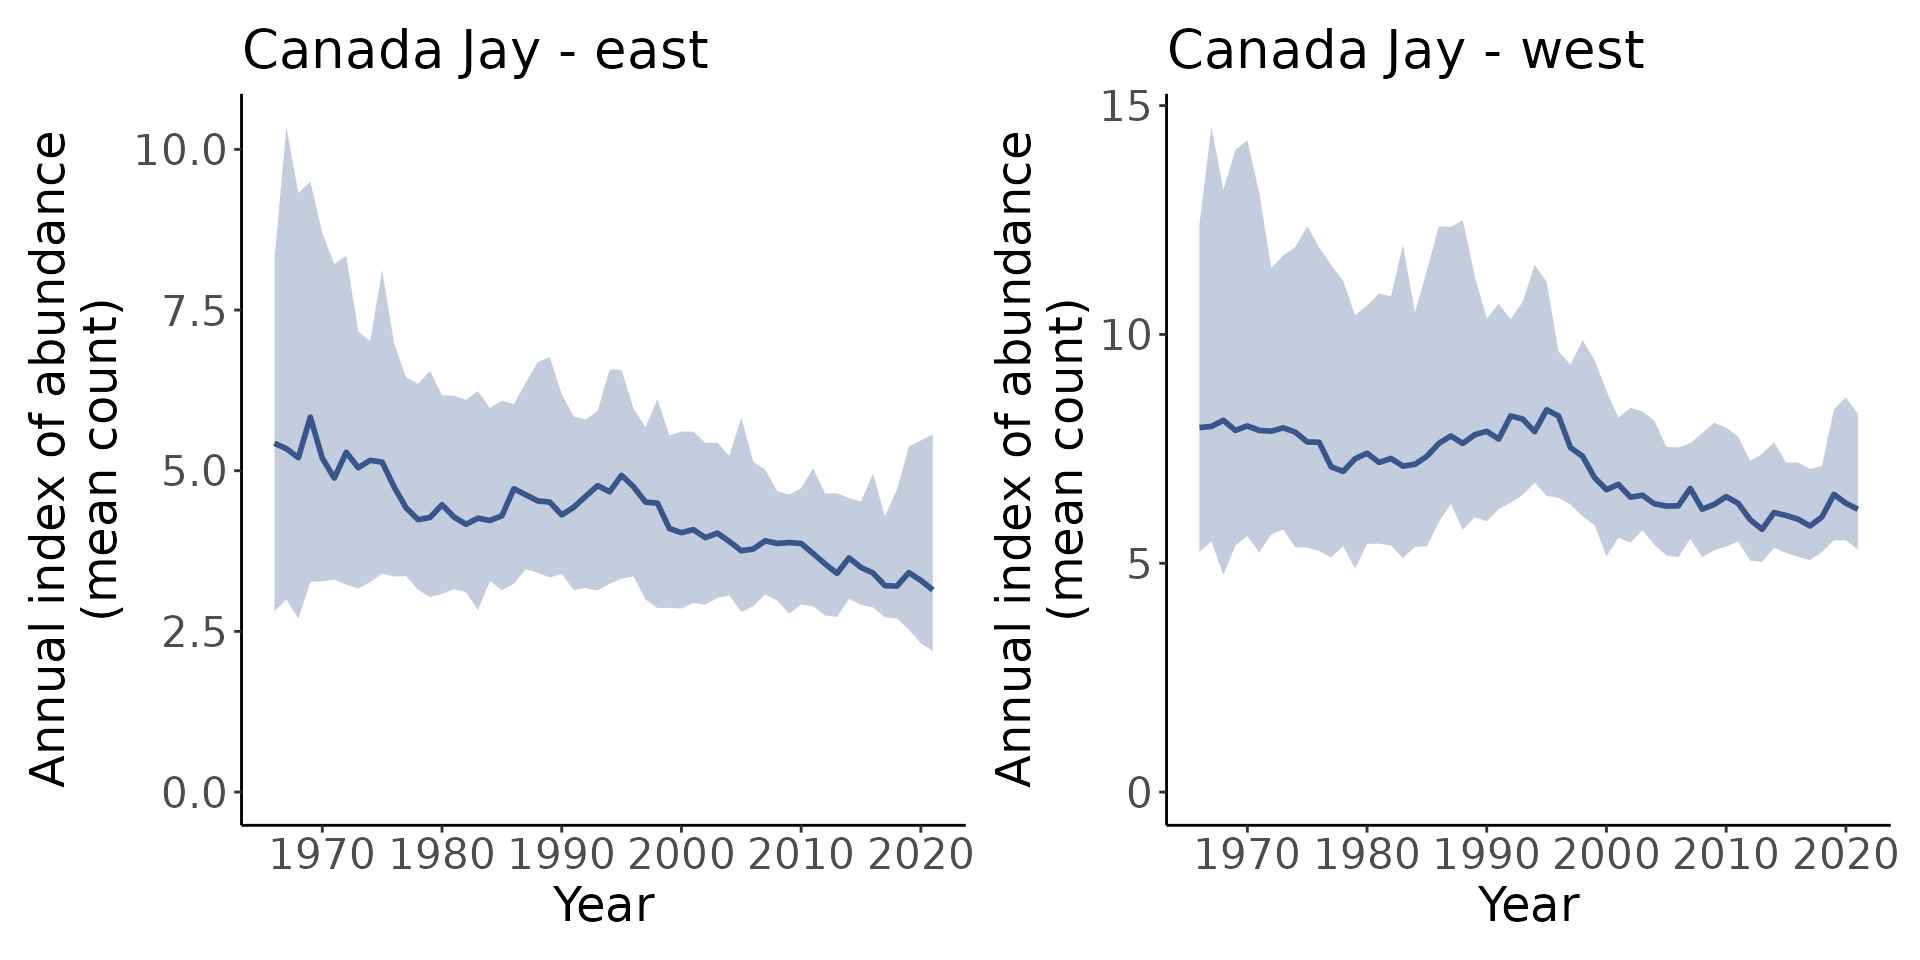 Canada Jay - east
Annual index of abundance
(mean count)
10.0
7.5
5.0
2.5
0.0
1970 1980 1990 2000 2010 2020
Year
Canada Jay - west
Annual index of abundance
(mean count)
15
10
5
0
1970 1980 1990 2000 2010 2020
Year